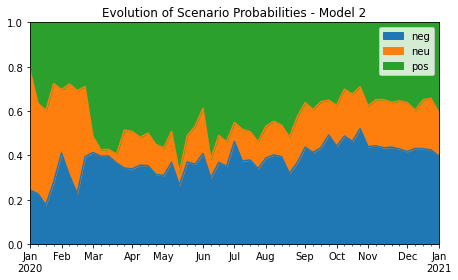 Evolution of Scenario Probabilities - Model 2
1.0
0.8
0.6
0.4
0.2
0.0
neg
neu
pos
Jan Feb Mar Apr May Jun Jul Aug Sep Oct Nov Dec Jan
2020 2021